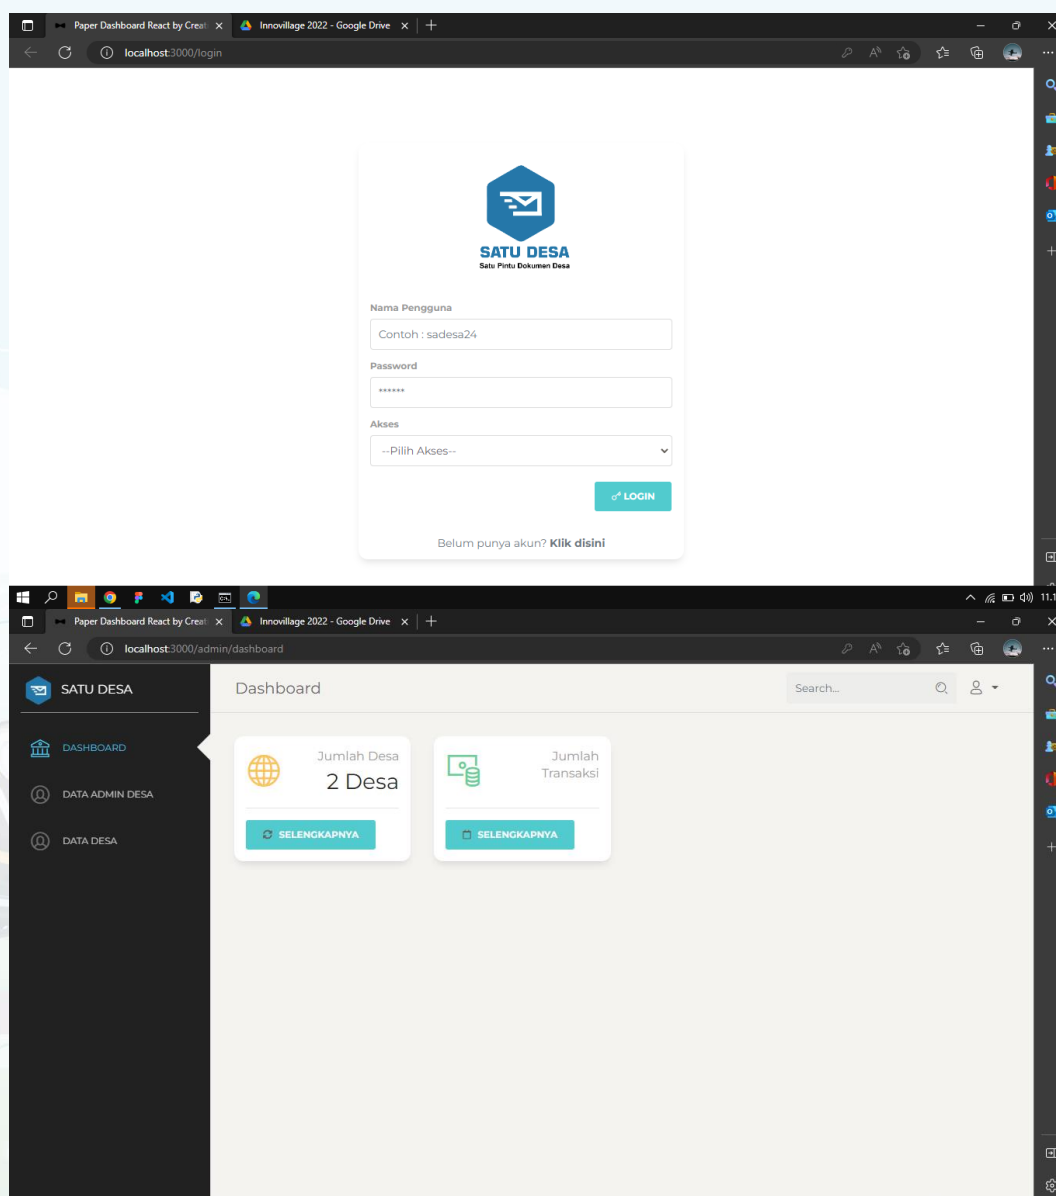 Paper Dashboard React by Creat
Innovillage 2022 - Google Drive
localhost:3000/login
SATU DESA
Satu Pintu Dokumen Desa
Nama Pengguna
Contoh : sadesa24
Password
******
Akses
--Pilih Akses--
LOGIN
Belum punya akun? Klik disini
11.1
Paper Dashboard React by Creat
Innovillage 2022 - Google Drive
localhost:3000/admin/dashboard
SATU DESA
Dashboard
Search...
DASHBOARD
DATA ADMIN DESA
DATA DESA
Jumlah Desa
2 Desa
SELENGKAPNYA
Jumlah
Transaksi
SELENGKAPNYA